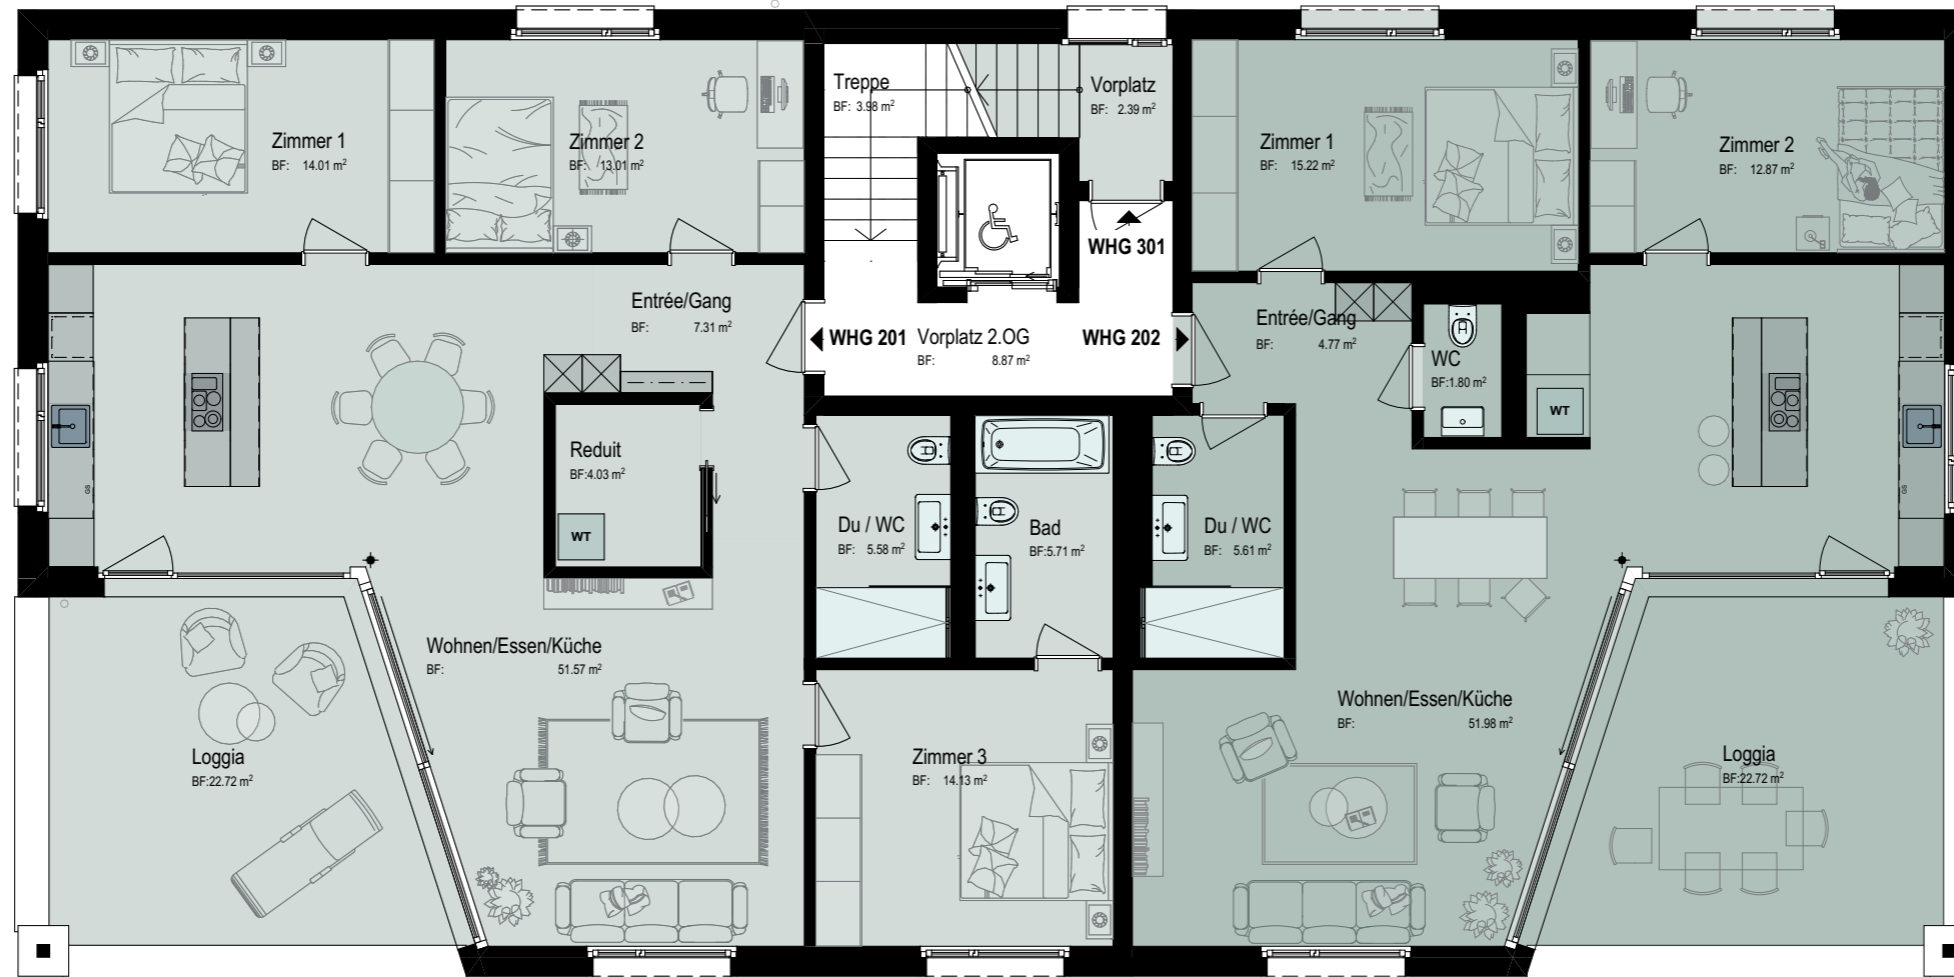 Zimmer 1
BF: 14.01 m²
Zimmer 2
BF: 13.01 m²
Treppe
BF: 3.98 m²
Vorplatz
BF: 2.39 m²
Zimmer 1
BF: 15.22 m²
Zimmer 2
BF: 12.87 m²
WHG 301
Entrée/Gang
BF: 7.31 m²
WHG 201
Vorplatz 2.OG
BF: 8.87 m²
WHG 202
Entrée/Gang
BF: 4.77 m²
WC
BF:1.80 m²
WT
Reduit
BF:4.03 m²
WT
GS
Du / WC
BF: 5.58 m²
Bad
BF:5.71 m²
Du / WC
BF: 5.61 m²
GS
Wohnen/Essen/Küche
BF: 51.57 m²
Loggia
BF:22.72 m²
Zimmer 3
BF: 14.13 m²
Wohnen/Essen/Küche
BF: 51.98 m²
Loggia
BF:22.72 m²